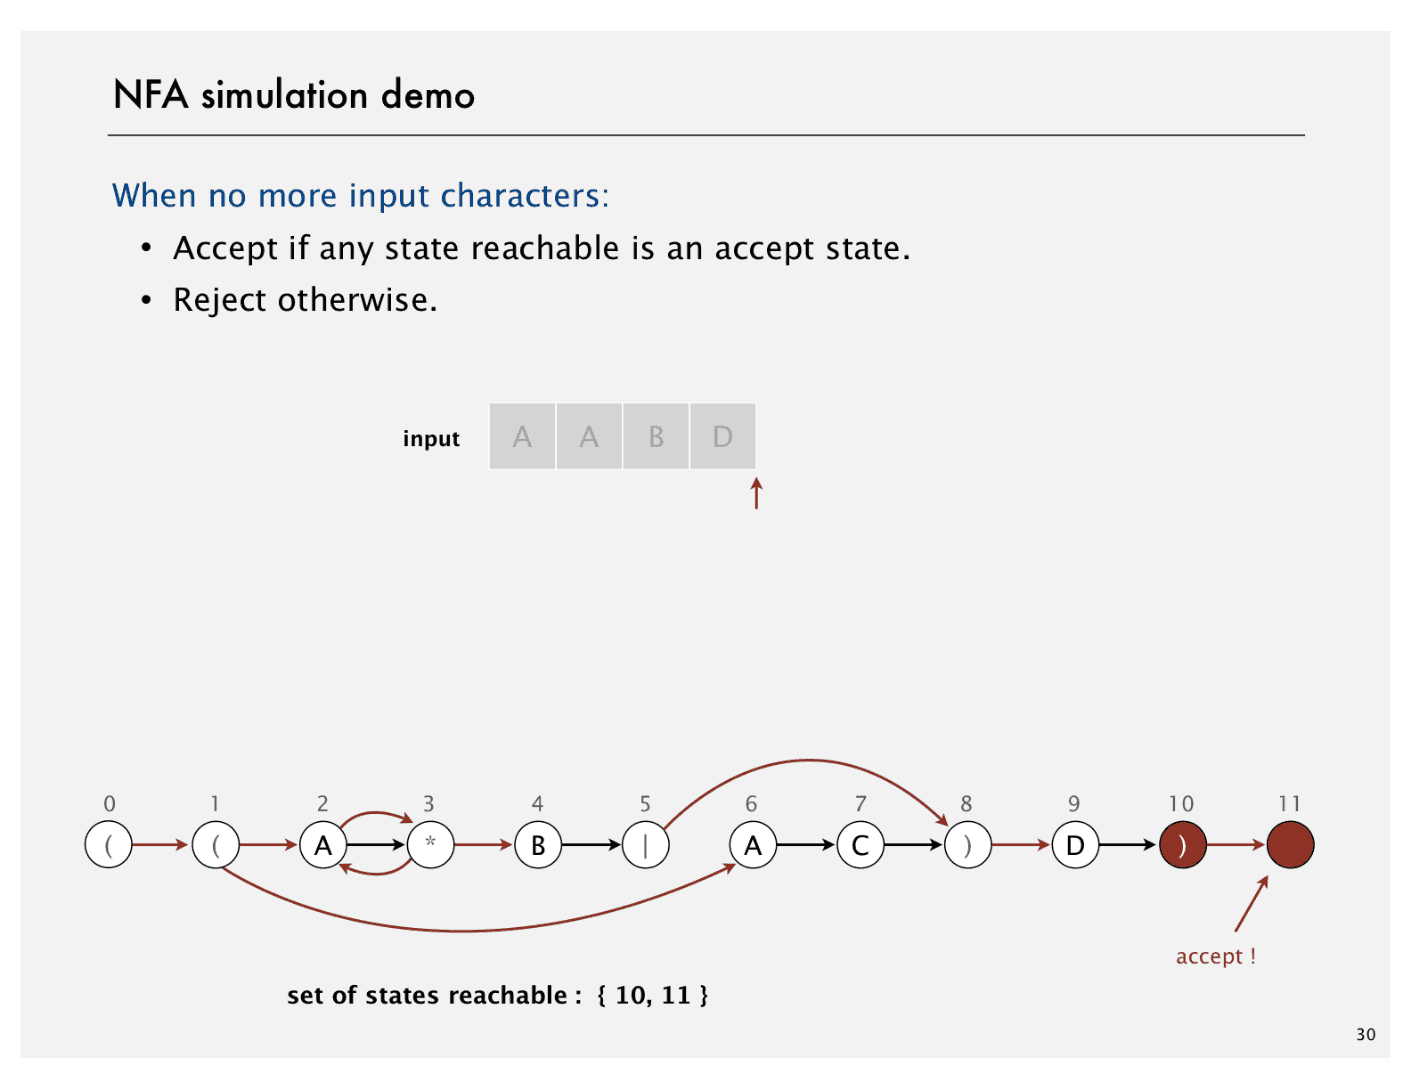 NFA simulation demo
When no more input characters:
• Accept if any state reachable is an accept state.
• Reject otherwise.
input A A B D
0 1 2 3 4 5 6 7 8 9 10 11
( ( A * B | A C ) D )
accept !
set of states reachable : { 10, 11 }
30